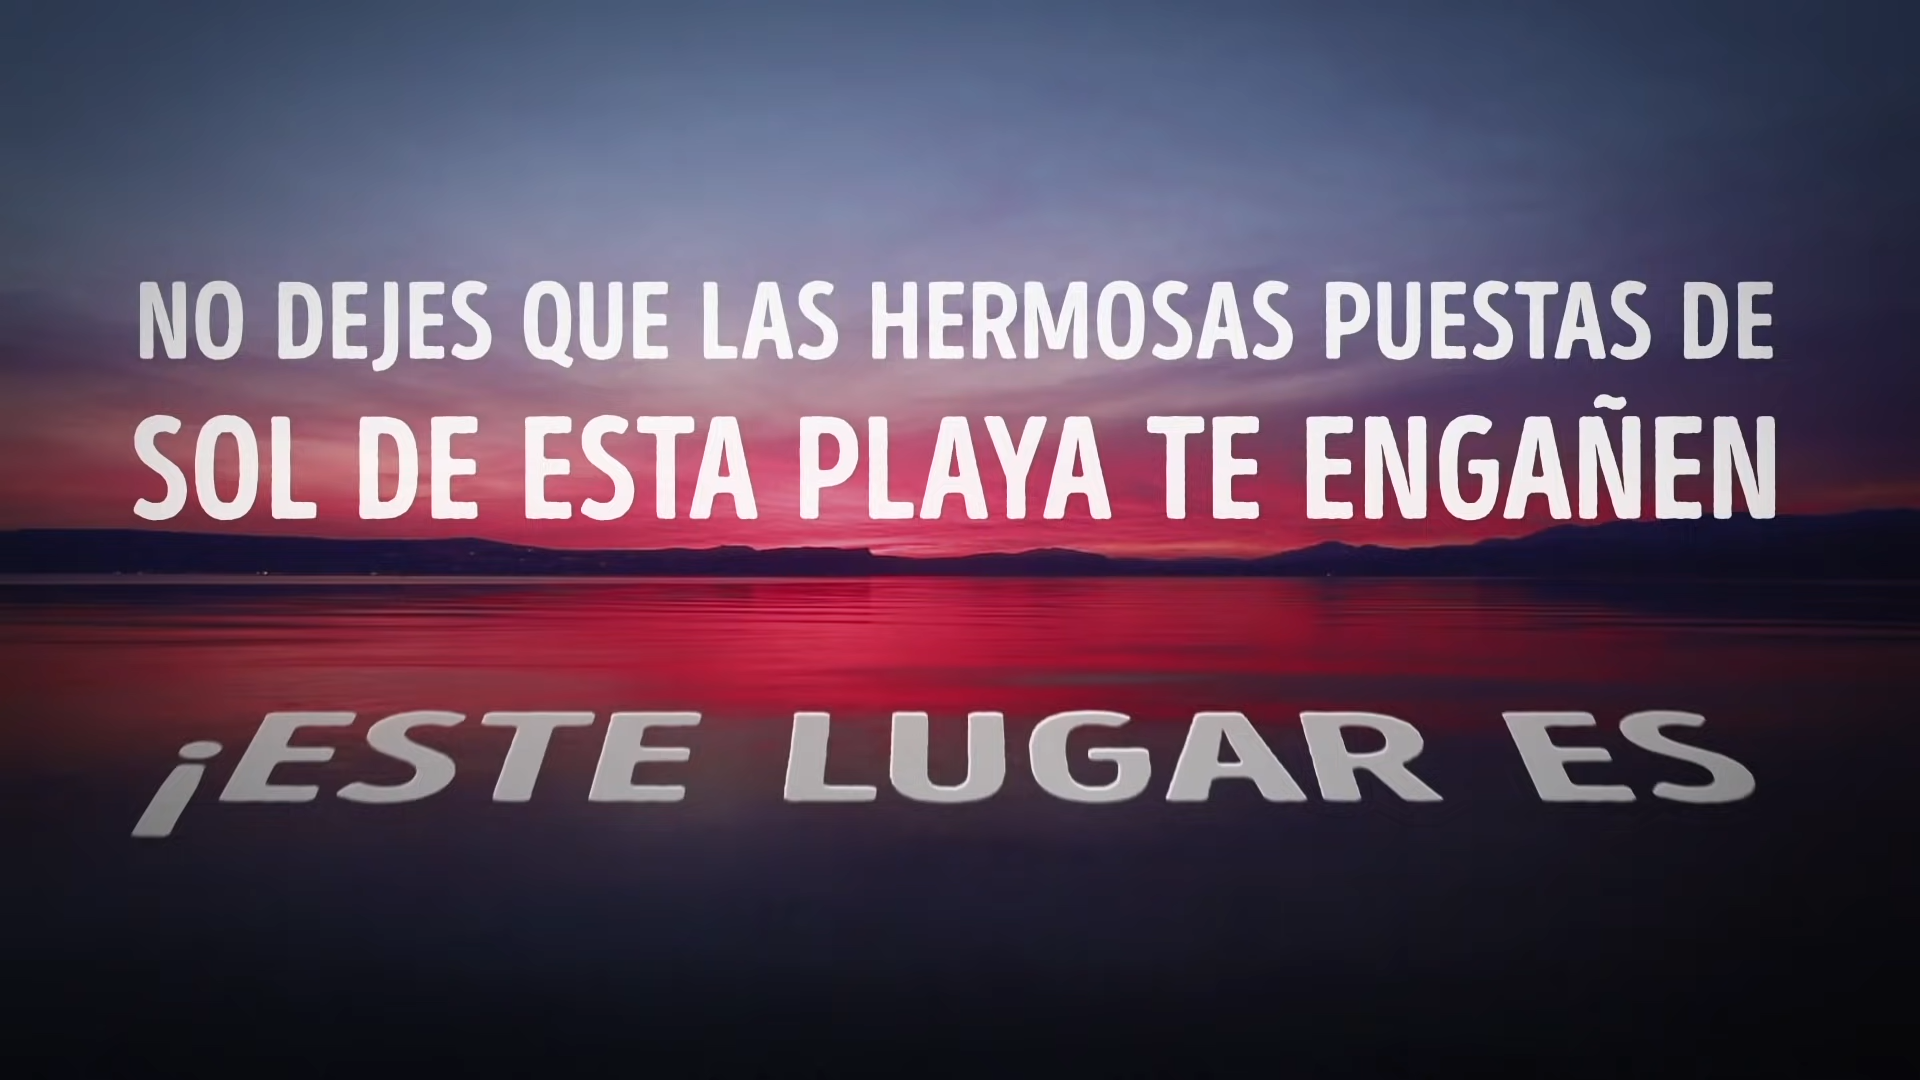 NO DEJES QUE LAS HERMOSAS PUESTAS DE
SOL DE ESTA PLAYA TE ENGAÑEN
¡ESTE LUGAR ES